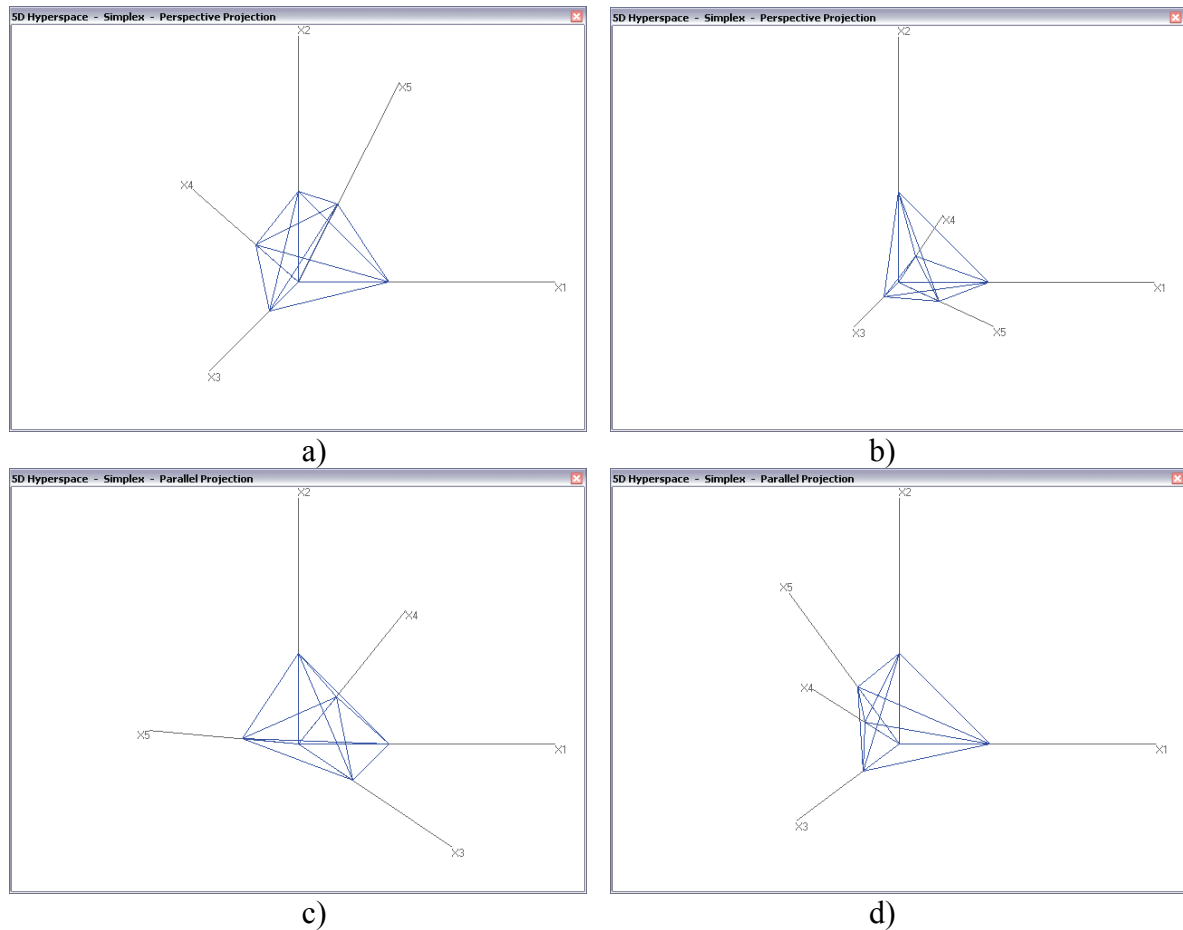 5D Hyperspace - Simplex - Perspective Projection
X2
X5
X4
X1
X3
a)
5D Hyperspace - Simplex - Perspective Projection
X2
X4
X1
X3
X5
b)
5D Hyperspace - Simplex - Parallel Projection
X2
X4
X5
X1
X3
c)
5D Hyperspace - Simplex - Parallel Projection
X2
X5
X4
X1
X3
d)